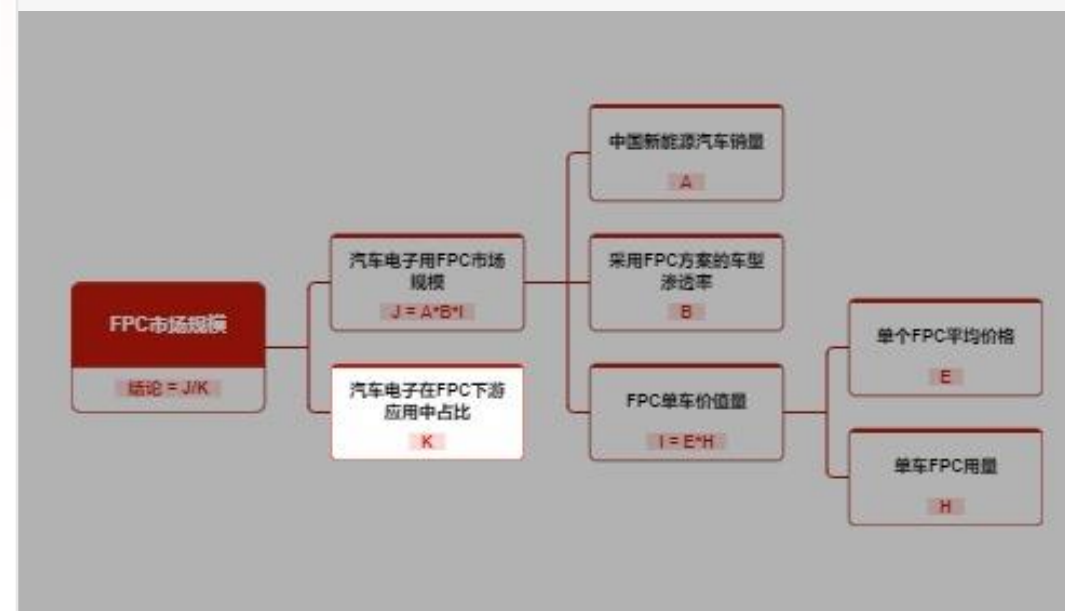 中国新能源汽车销量
A
汽车电子用FPC市场
规模
J = A*B*I
采用FPC方案的车型
渗透率
B
FPC市场规模
结论 = J/K
单个FPC平均价格
E
汽车电子在FPC下游
应用中占比
K
FPC单车价值量
I = E*H
单车FPC用量
H